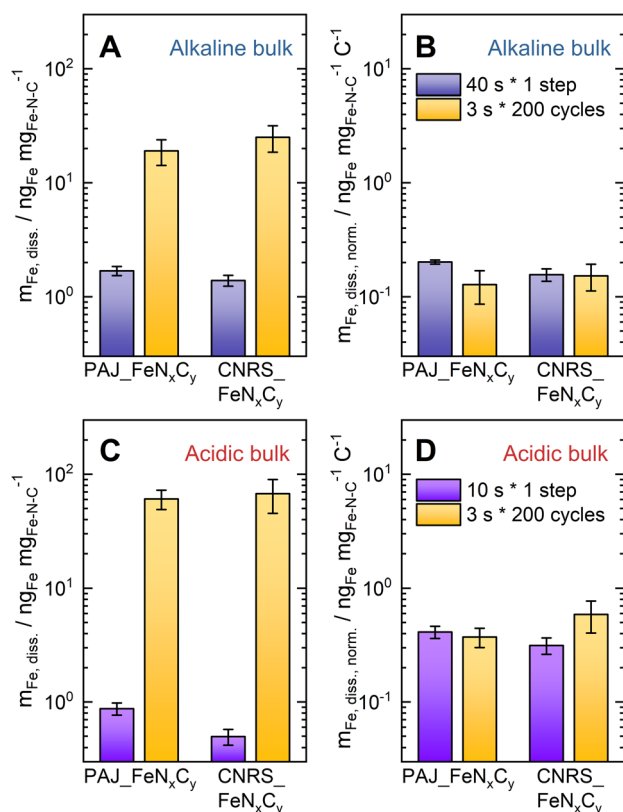 A
Alkaline bulk
m_Fe, diss. / ng_Fe mg_Fe-N-C^-1
10^2
10^1
10^0
PAJ_FeN_xC_y
CNRS_
FeN_xC_y
B
Alkaline bulk
40 s * 1 step
3 s * 200 cycles
m_Fe, diss., norm. / ng_Fe mg_Fe-N-C^-1 C^-1
10^1
10^0
10^-1
PAJ_FeN_xC_y
CNRS_
FeN_xC_y
C
Acidic bulk
m_Fe, diss. / ng_Fe mg_Fe-N-C^-1
10^2
10^1
10^0
PAJ_FeN_xC_y
CNRS_
FeN_xC_y
D
Acidic bulk
10 s * 1 step
3 s * 200 cycles
m_Fe, diss., norm. / ng_Fe mg_Fe-N-C^-1 C^-1
10^1
10^0
10^-1
PAJ_FeN_xC_y
CNRS_
FeN_xC_y